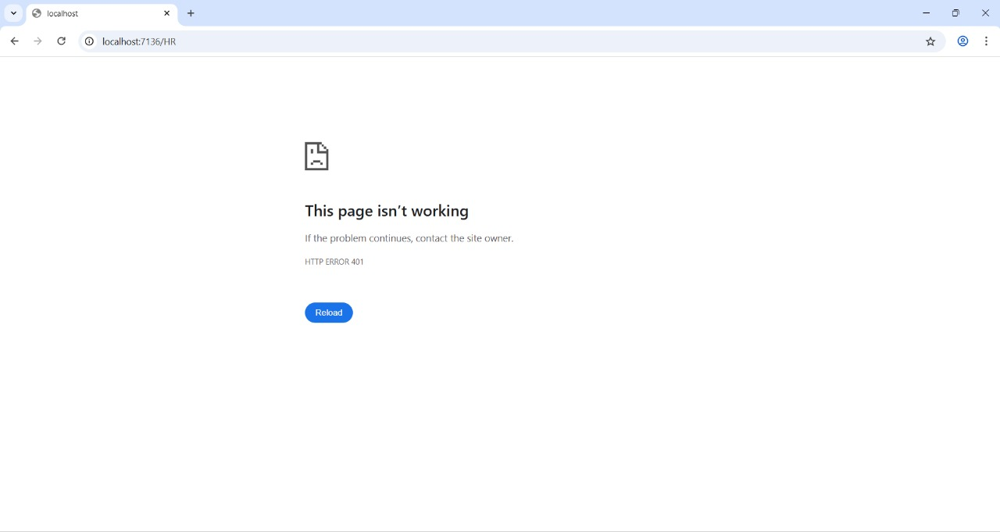 localhost
localhost:7136/HR
This page isn't working
If the problem continues, contact the site owner.
HTTP ERROR 401
Reload